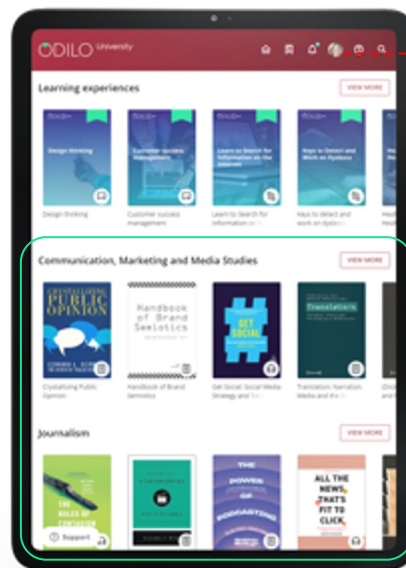 ODILO University
Learning experiences
VIEW MORE
Design thinking
Customer success
management
Learn to Search for
Information on the
Internet
Keys to Detect and
Work on Dyslexia
Design thinking
Customer success
management
Learn to Search for
Information on
Keys to detect and
work on dyslexia
Communication, Marketing and Media Studies
VIEW MORE
CRYSTALLIZING
PUBLIC
OPINION
Handbook
of Brand
Semiotics
GET
SOCIAL
Translation
Crystallizing Public
Opinion
Handbook of Brand
Semiotics
Get Social: Social Media
Strategy and
Translation, Narration,
Media and the
Journalism
VIEW MORE
THE
RULES OF
CONTAGION
THE
POWER
OF
PODCASTING
ALL THE
NEWS
THAT'S
FIT TO
CLICK
Support